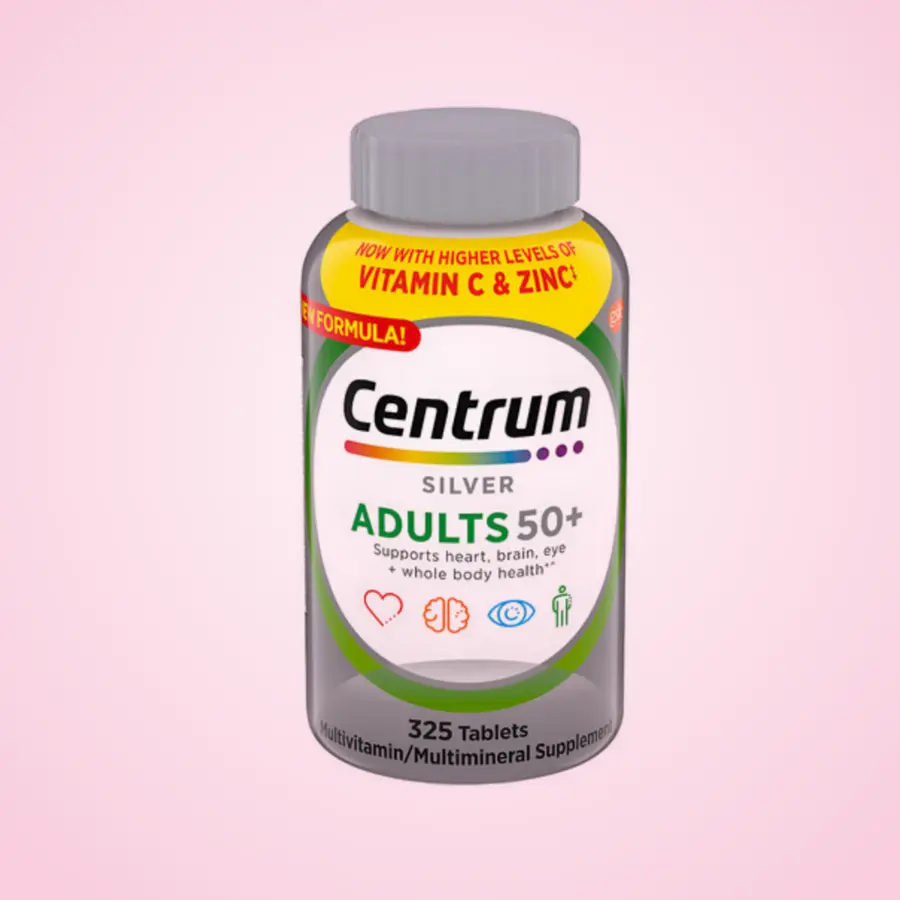 NOW WITH HIGHER LEVELS OF
VITAMIN C & ZINC‡
FORMULA!
Centrum
SILVER
ADULTS 50+
Supports heart, brain, eye
+ whole body health*^
325 Tablets
Multivitamin/Multimineral Supplement